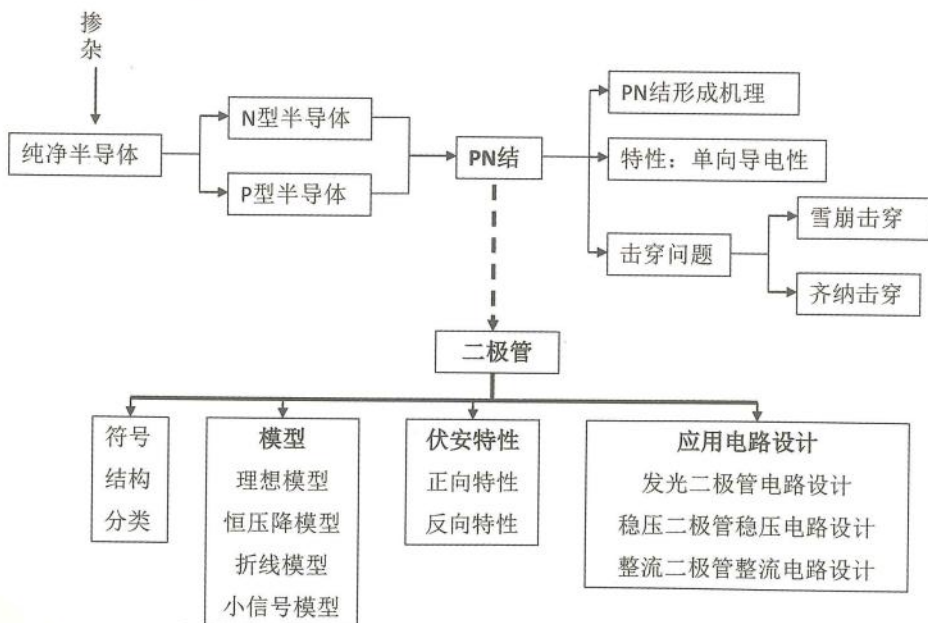 掺
杂
纯净半导体
N型半导体
P型半导体
PN结
PN结形成机理
特性：单向导电性
击穿问题
雪崩击穿
齐纳击穿
二极管
符号
结构
分类
模型
理想模型
恒压降模型
折线模型
小信号模型
伏安特性
正向特性
反向特性
应用电路设计
发光二极管电路设计
稳压二极管稳压电路设计
整流二极管整流电路设计